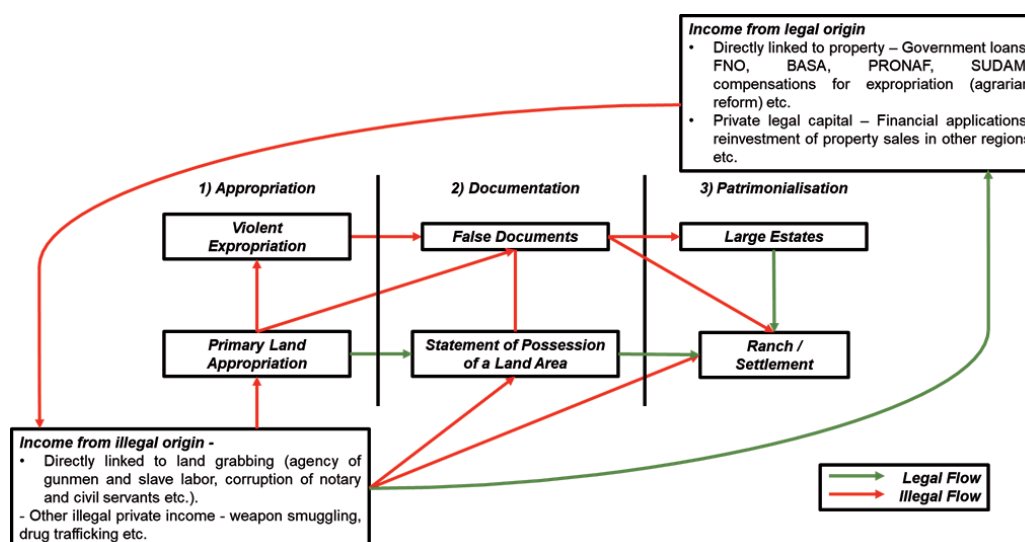 Income from legal origin
• Directly linked to property – Government loans
FNO, BASA, PRONAF, SUDAM
compensations for expropriation (agrarian
reform) etc.
• Private legal capital – Financial applications
reinvestment of property sales in other regions
etc.
1) Appropriation
2) Documentation
3) Patrimonialisation
Violent
Expropriation
False Documents
Large Estates
Primary Land
Appropriation
Statement of Possession
of a Land Area
Ranch /
Settlement
Income from illegal origin -
• Directly linked to land grabbing (agency of
gunmen and slave labor, corruption of notary
and civil servants etc.).
- Other illegal private income - weapon smuggling,
drug trafficking etc.
Legal Flow
Illegal Flow